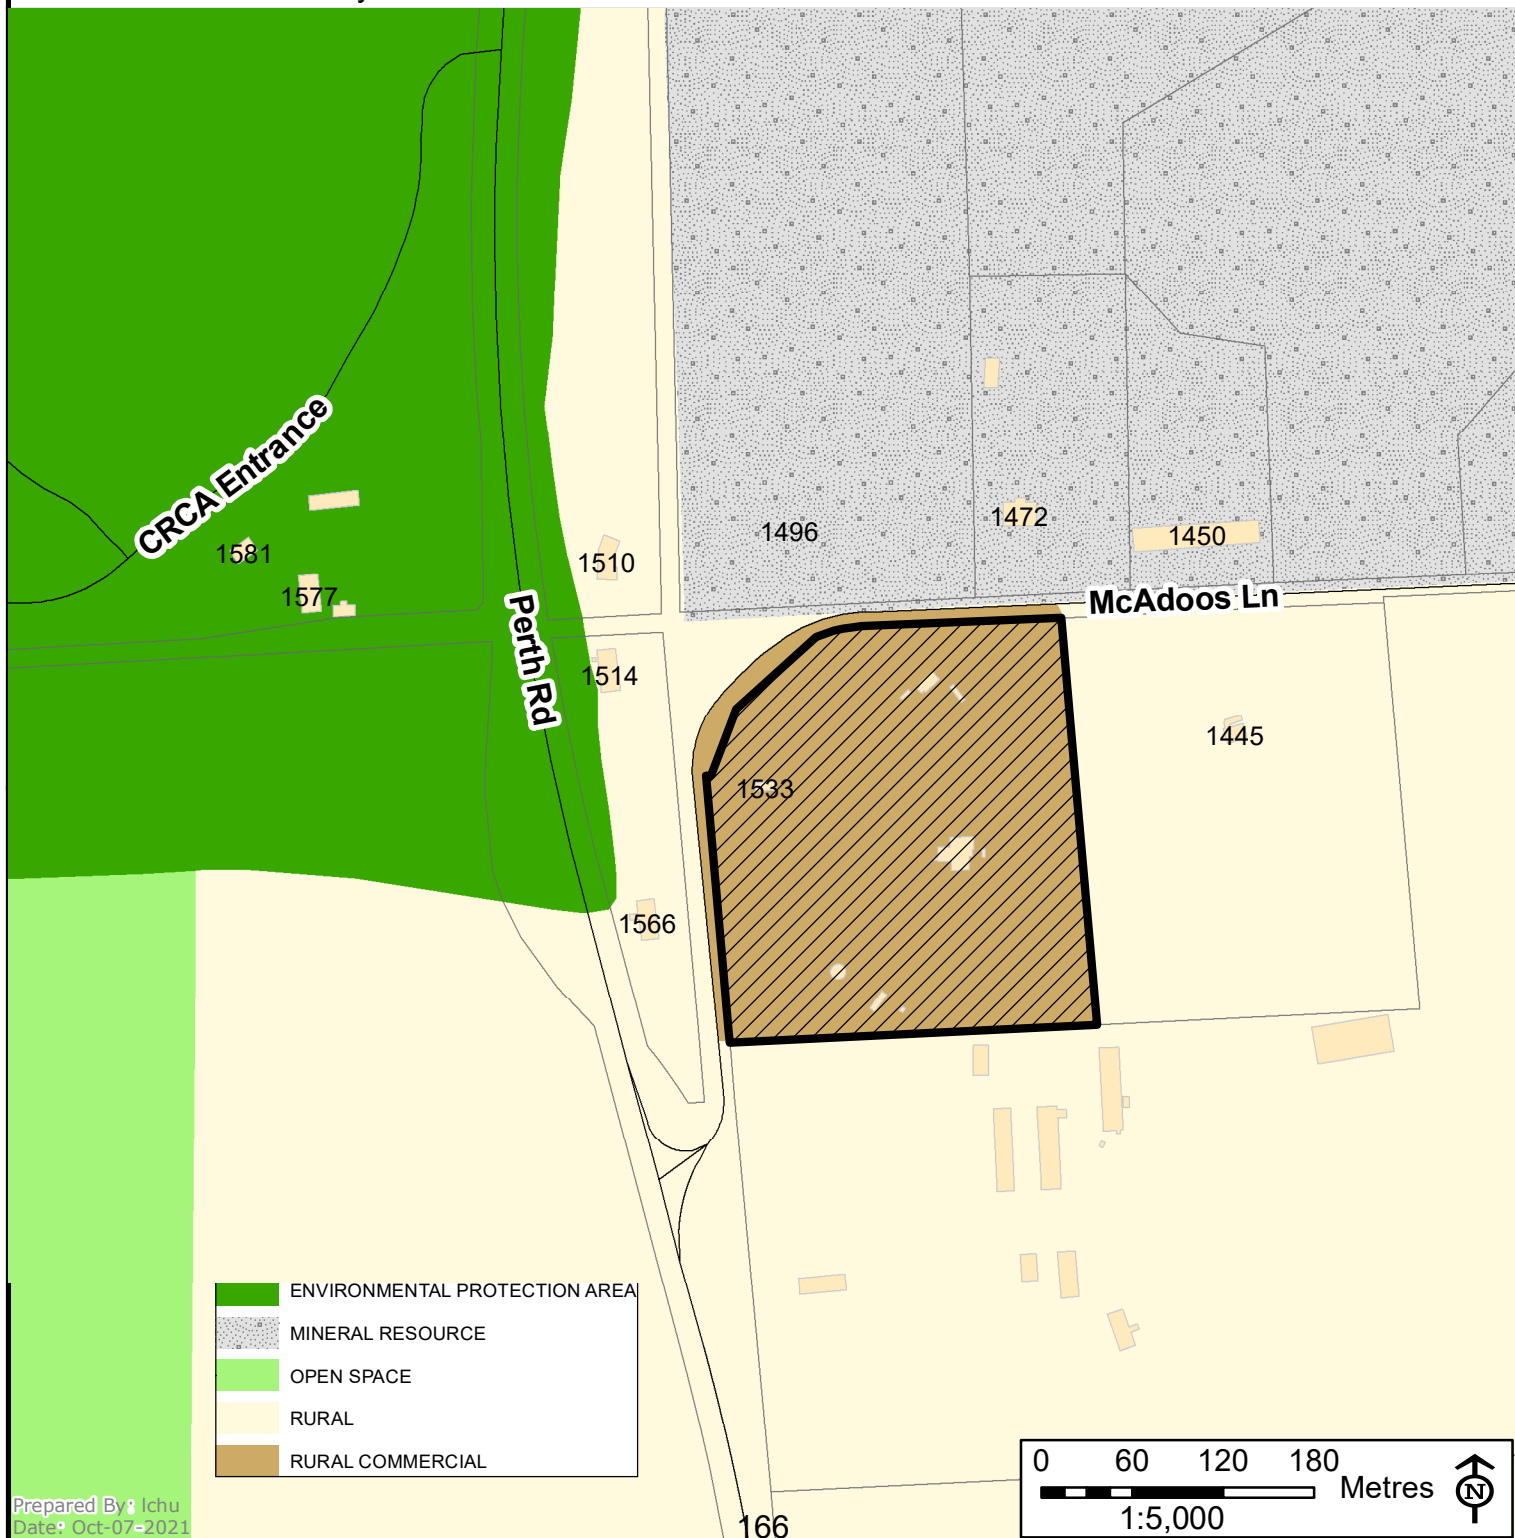 CRCA Entrance
1581
1577
1510
1514
Perth Rd
1496
1472
1450
McAdoos Ln
1445
1533
1566
ENVIRONMENTAL PROTECTION AREA
MINERAL RESOURCE
OPEN SPACE
RURAL
RURAL COMMERCIAL
0 60 120 180
Metres
1:5,000
N
Prepared By: lchu
Date: Oct-07-2021
166